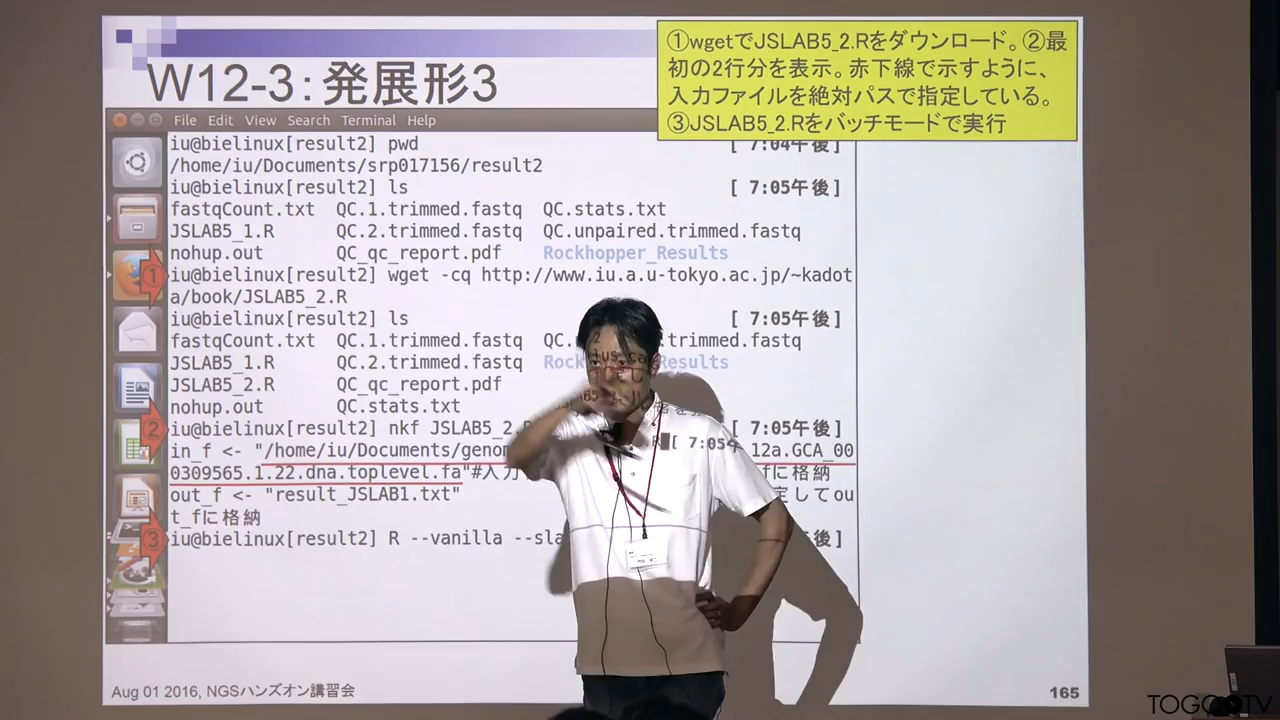 W12-3：発展形3
①wgetでJSLAB5_2.Rをダウンロード。②最
初の2行分を表示。赤下線で示すように、
入力ファイルを絶対パスで指定している。
③JSLAB5_2.Rをバッチモードで実行
File Edit View Search Terminal Help
iu@bielinux[result2] pwd [ 7:04午後]
/home/iu/Documents/srp017156/result2
iu@bielinux[result2] ls [ 7:05午後]
fastqCount.txt QC.1.trimmed.fastq QC.stats.txt
JSLAB5_1.R QC.2.trimmed.fastq QC.unpaired.trimmed.fastq
nohup.out QC_qc_report.pdf Rockhopper_Results
① iu@bielinux[result2] wget -cq http://www.iu.a.u-tokyo.ac.jp/~kadot
a/book/JSLAB5_2.R
iu@bielinux[result2] ls [ 7:05午後]
fastqCount.txt QC.1.trimmed.fastq trimmed.fastq
JSLAB5_1.R QC.2.trimmed.fastq Results
JSLAB5_2.R QC_qc_report.pdf
nohup.out QC.stats.txt
② iu@bielinux[result2] nkf JSLAB5_2 7:05午後]
in_f <- "/home/iu/Documents/geno 12a.GCA_00
0309565.1.22.dna.toplevel.fa"#入力 fに格納
out_f <- "result_JSLAB1.txt" 定してou
t_fに格納
③ iu@bielinux[result2] R --vanilla --sla 後]
R [ 7:05午
Aug 01 2016, NGSハンズオン講習会
165
TOGOTV